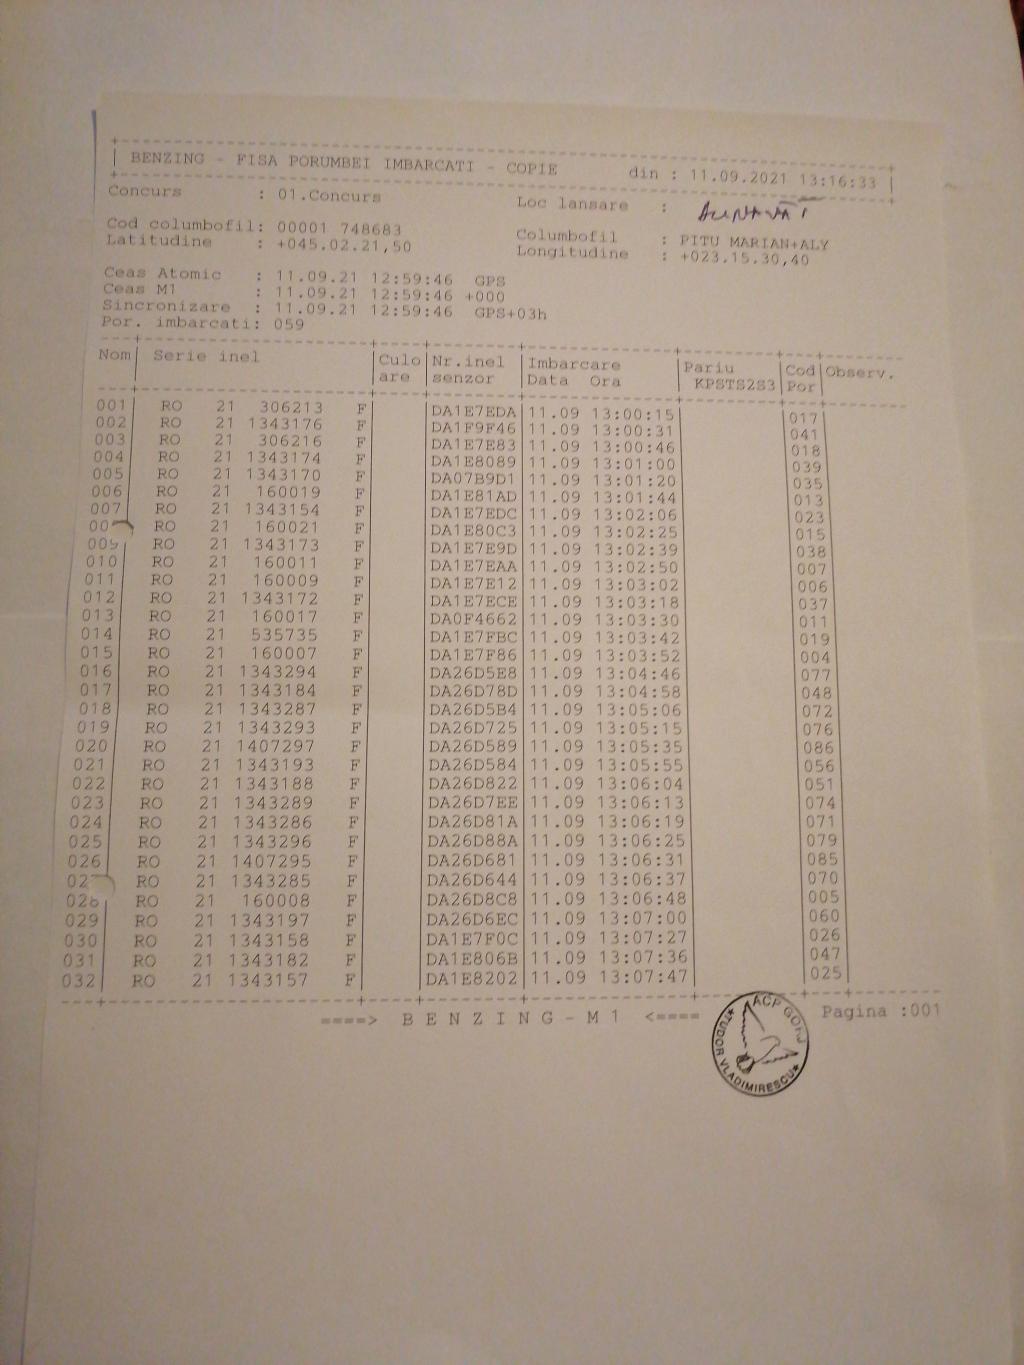 BENZING - FISA PORUMBEI IMBARCATI - COPIE din : 11.09.2021 13:16:33
Concurs : 01.Concurs Loc lansare :
Cod columbofil: 00001 748683 Columbofil : PITU MARIAN+ALY
Latitudine : +045.02.21,50 Longitudine : +023.15.30,40
Ceas Atomic : 11.09.21 12:59:46 GPS
Ceas M1 : 11.09.21 12:59:46 +000
Sincronizare : 11.09.21 12:59:46 GPS+03h
Por. imbarcati: 059
Nom Serie inel Culo Nr.inel Imbarcare Pariu Cod Observ.
are senzor Data Ora KPSTS2S3 Por
001 RO 21 306213 F DA1E7EDA 11.09 13:00:15 017
002 RO 21 1343176 F DA1F9F46 11.09 13:00:31 041
003 RO 21 306216 F DA1E7E83 11.09 13:00:46 018
004 RO 21 1343174 F DA1E8089 11.09 13:01:00 039
005 RO 21 1343170 F DA07B9D1 11.09 13:01:20 035
006 RO 21 160019 F DA1E81AD 11.09 13:01:44 013
007 RO 21 1343154 F DA1E7EDC 11.09 13:02:06 023
00 RO 21 160021 F DA1E80C3 11.09 13:02:25 015
009 RO 21 1343173 F DA1E7E9D 11.09 13:02:39 038
010 RO 21 160011 F DA1E7EAA 11.09 13:02:50 007
011 RO 21 160009 F DA1E7E12 11.09 13:03:02 006
012 RO 21 1343172 F DA1E7ECE 11.09 13:03:18 037
013 RO 21 160017 F DA0F4662 11.09 13:03:30 011
014 RO 21 535735 F DA1E7FBC 11.09 13:03:42 019
015 RO 21 160007 F DA1E7F86 11.09 13:03:52 004
016 RO 21 1343294 F DA26D5E8 11.09 13:04:46 077
017 RO 21 1343184 F DA26D78D 11.09 13:04:58 048
018 RO 21 1343287 F DA26D5B4 11.09 13:05:06 072
019 RO 21 1343293 F DA26D725 11.09 13:05:15 076
020 RO 21 1407297 F DA26D589 11.09 13:05:35 086
021 RO 21 1343193 F DA26D584 11.09 13:05:55 056
022 RO 21 1343188 F DA26D822 11.09 13:06:04 051
023 RO 21 1343289 F DA26D7EE 11.09 13:06:13 074
024 RO 21 1343286 F DA26D81A 11.09 13:06:19 071
025 RO 21 1343296 F DA26D88A 11.09 13:06:25 079
026 RO 21 1407295 F DA26D681 11.09 13:06:31 085
02 RO 21 1343285 F DA26D644 11.09 13:06:37 070
028 RO 21 160008 F DA26D8C8 11.09 13:06:48 005
029 RO 21 1343197 F DA26D6EC 11.09 13:07:00 060
030 RO 21 1343158 F DA1E7F0C 11.09 13:07:27 026
031 RO 21 1343182 F DA1E806B 11.09 13:07:36 047
032 RO 21 1343157 F DA1E8202 11.09 13:07:47 025
====> B E N Z I N G - M 1 <==== Pagina :001
ACP GORJ
*TUDOR VLADIMIRESCU*